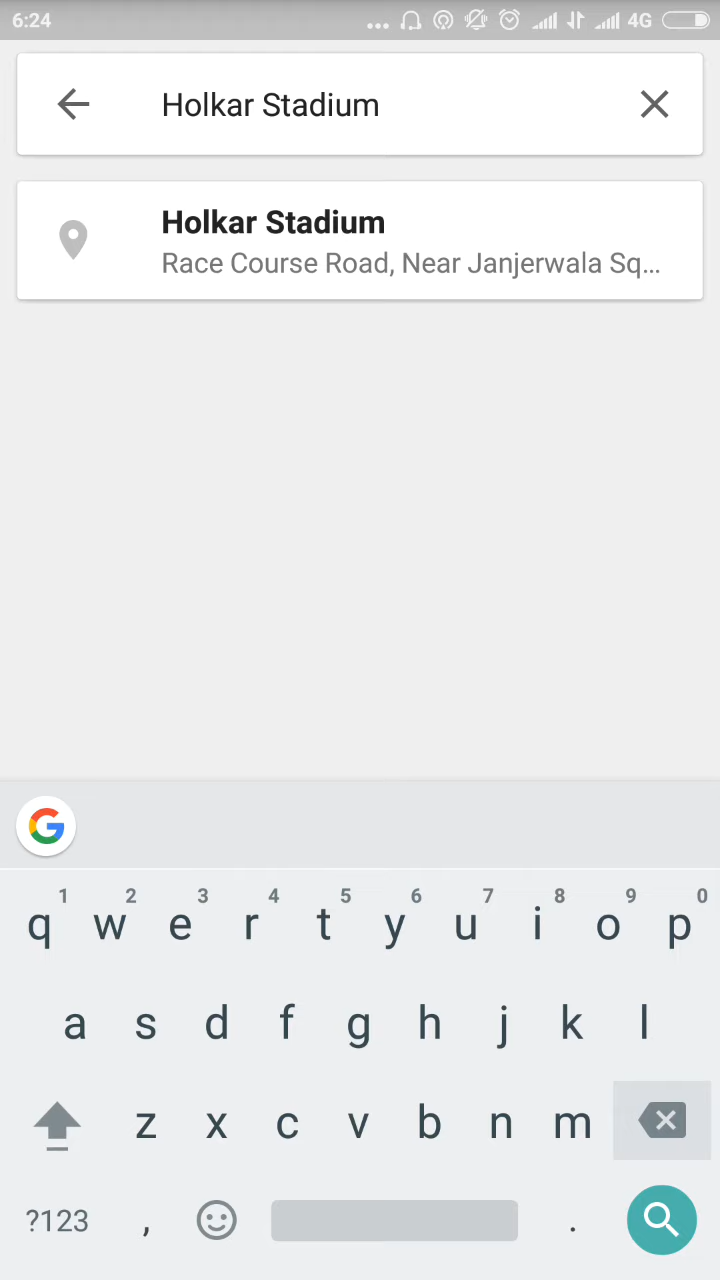 6:24 ... 4G
Holkar Stadium
Holkar Stadium
Race Course Road, Near Janjerwala Sq...
1 2 3 4 5 6 7 8 9 0
q w e r t y u i o p
a s d f g h j k l
z x c v b n m
?123 , .